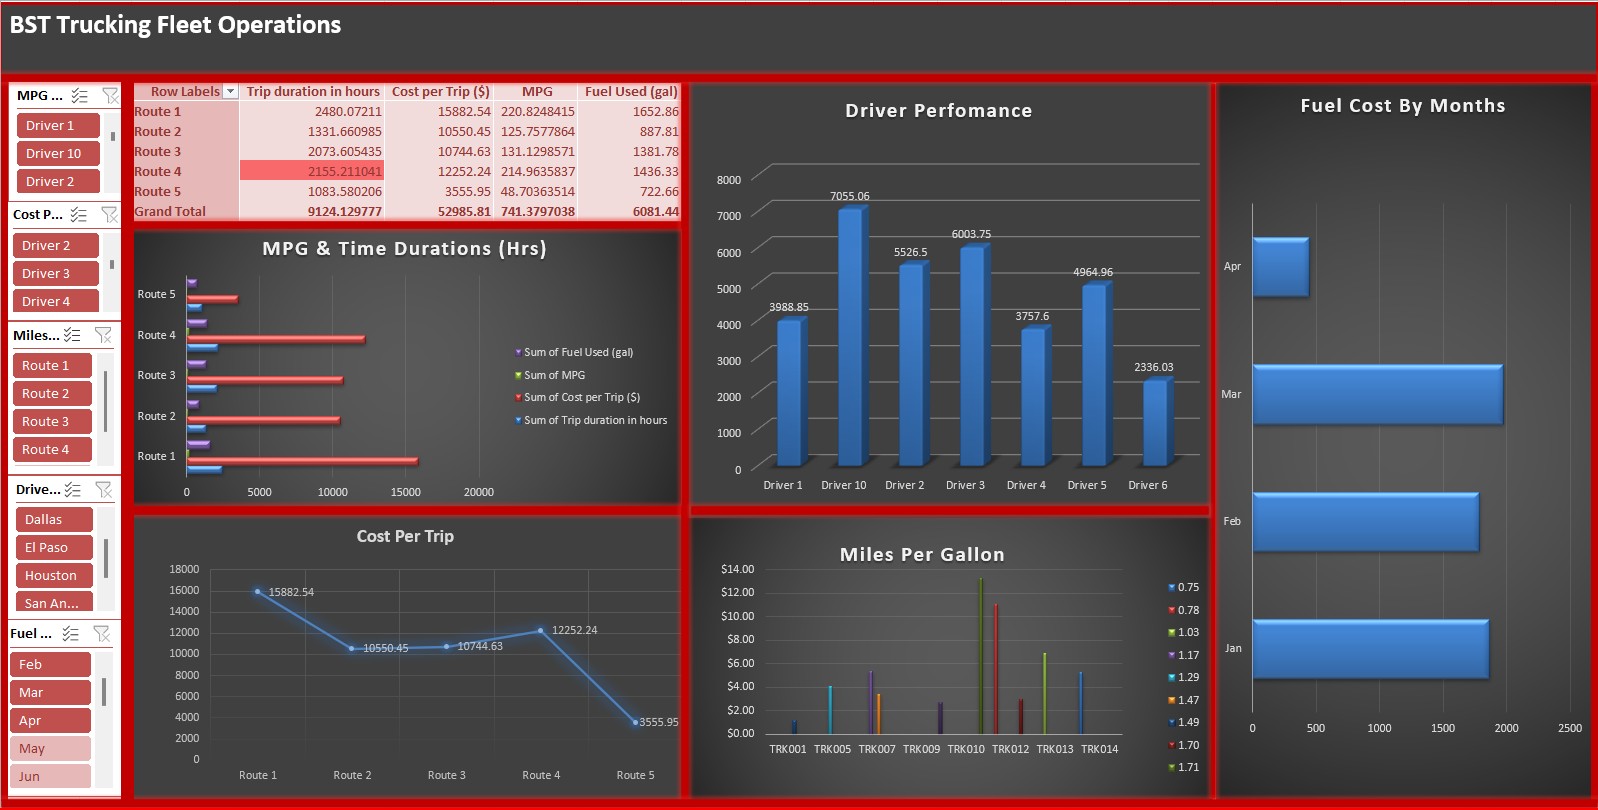 BST Trucking Fleet Operations
MPG ...
Driver 1
Driver 10
Driver 2
Cost P...
Driver 2
Driver 3
Driver 4
Miles...
Route 1
Route 2
Route 3
Route 4
Drive...
Dallas
El Paso
Houston
San An...
Fuel ...
Feb
Mar
Apr
May
Jun
Row Labels Trip duration in hours Cost per Trip ($) MPG Fuel Used (gal)
Route 1 2480.07211 15882.54 220.8248415 1652.86
Route 2 1331.660985 10550.45 125.7577864 887.81
Route 3 2073.605435 10744.63 131.1298571 1381.78
Route 4 2155.211041 12252.24 214.9635837 1436.33
Route 5 1083.580206 3555.95 48.70363514 722.66
Grand Total 9124.129777 52985.81 741.3797038 6081.44
MPG & Time Durations (Hrs)
Route 5
Route 4
Route 3
Route 2
Route 1
0 5000 10000 15000 20000
Sum of Fuel Used (gal)
Sum of MPG
Sum of Cost per Trip ($)
Sum of Trip duration in hours
Cost Per Trip
18000
16000
14000
12000
10000
8000
6000
4000
2000
0
15882.54
10550.45
10744.63
12252.24
3555.95
Route 1 Route 2 Route 3 Route 4 Route 5
Driver Perfomance
8000
7000
6000
5000
4000
3000
2000
1000
0
3988.85
7055.06
5526.5
6003.75
3757.6
4964.96
2336.03
Driver 1 Driver 10 Driver 2 Driver 3 Driver 4 Driver 5 Driver 6
Miles Per Gallon
$14.00
$12.00
$10.00
$8.00
$6.00
$4.00
$2.00
$0.00
TRK001 TRK005 TRK007 TRK009 TRK010 TRK012 TRK013 TRK014
0.75
0.78
1.03
1.17
1.29
1.47
1.49
1.70
1.71
Fuel Cost By Months
Apr
Mar
Feb
Jan
0 500 1000 1500 2000 2500